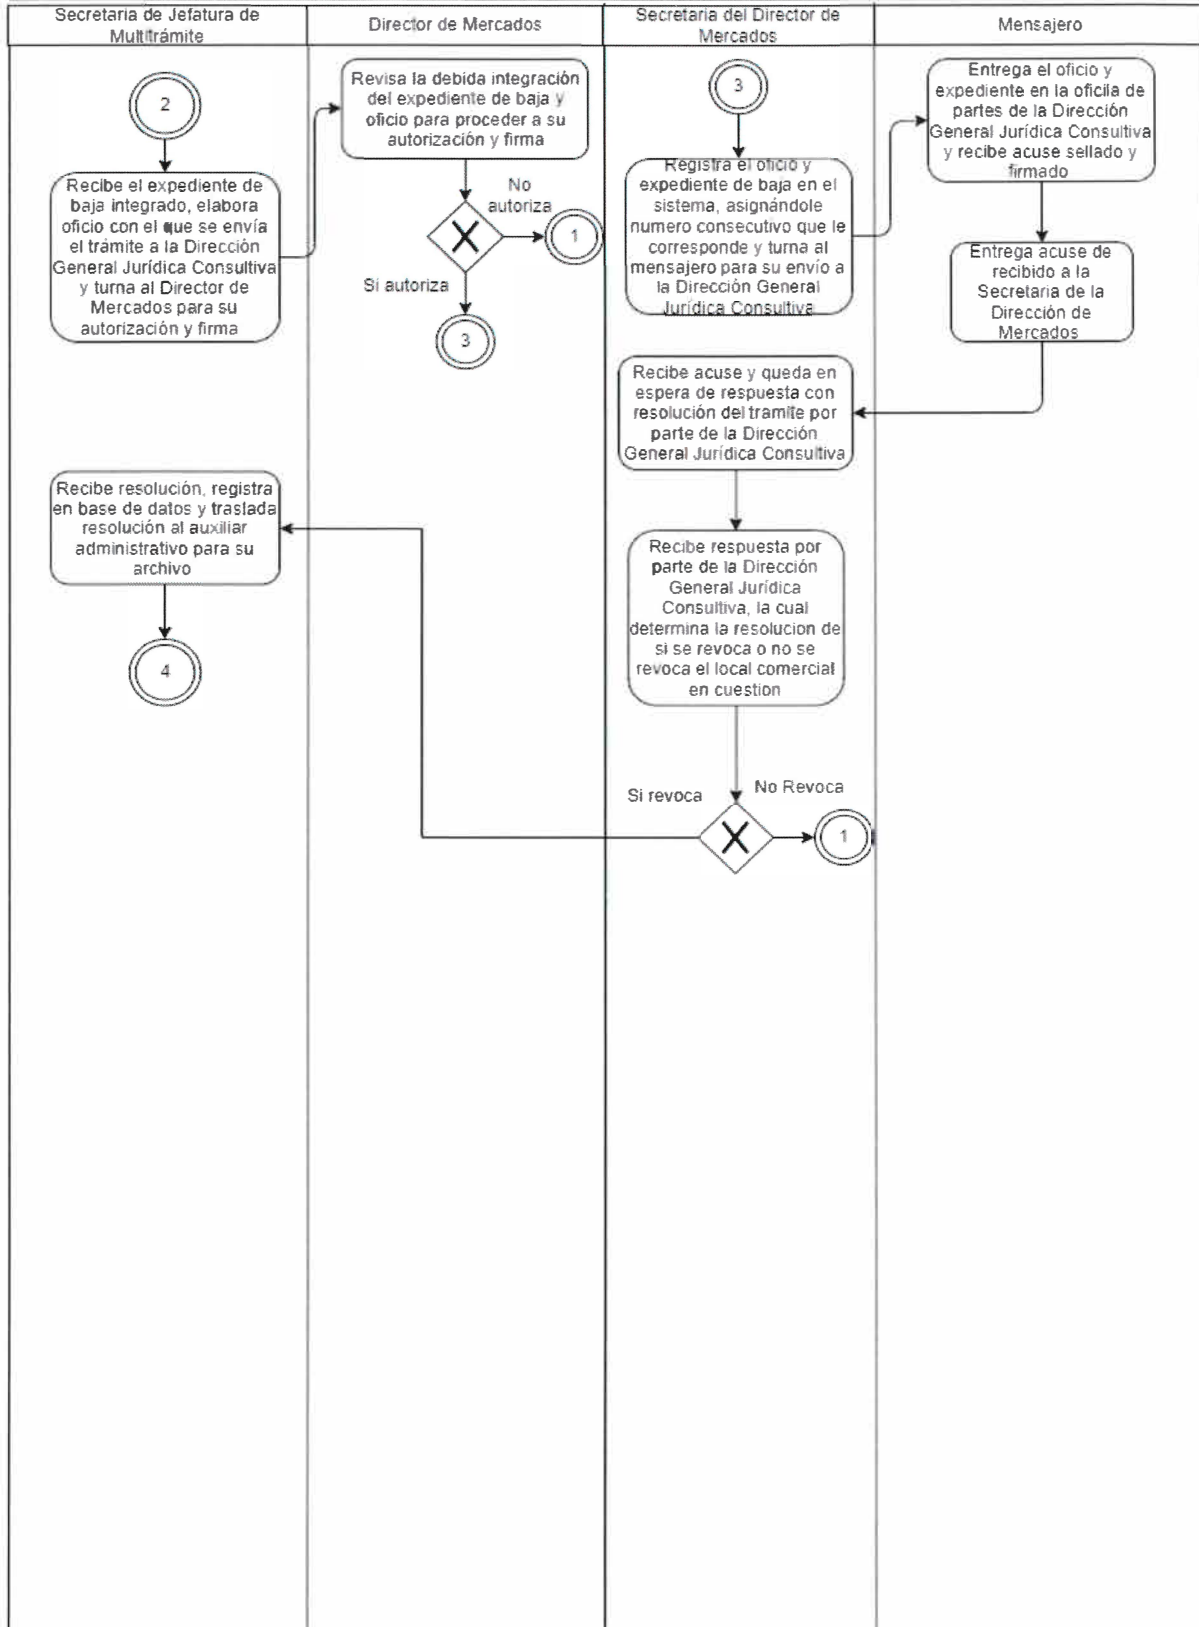 Secretaria de Jefatura de
Multitrámite
Director de Mercados
Secretaria del Director de
Mercados
Mensajero
2
Recibe el expediente de
baja integrado, elabora
oficio con el que se envía
el trámite a la Dirección
General Jurídica Consultiva
y turna al Director de
Mercados para su
autorización y firma
Revisa la debida integración
del expediente de baja y
oficio para proceder a su
autorización y firma
No
autoriza
1
Si autoriza
3
3
Registra el oficio y
expediente de baja en el
sistema, asignándole
numero consecutivo que le
corresponde y turna al
mensajero para su envío a
la Dirección General
Jurídica Consultiva
Entrega el oficio y
expediente en la oficila de
partes de la Dirección
General Jurídica Consultiva
y recibe acuse sellado y
firmado
Entrega acuse de
recibido a la
Secretaria de la
Dirección de
Mercados
Recibe acuse y queda en
espera de respuesta con
resolución del tramite por
parte de la Dirección
General Jurídica Consultiva
Recibe respuesta por
parte de la Dirección
General Jurídica
Consultiva, la cual
determina la resolucion de
si se revoca o no se
revoca el local comercial
en cuestion
Si revoca
No Revoca
1
Recibe resolución, registra
en base de datos y traslada
resolución al auxiliar
administrativo para su
archivo
4